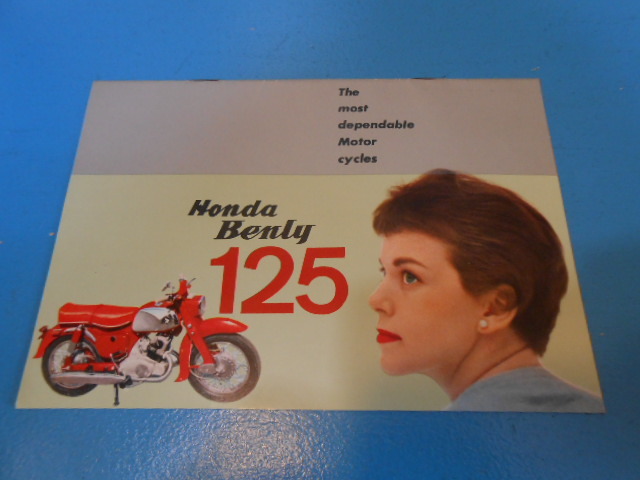 The
most
dependable
Motor
cycles
Honda
Benly
125